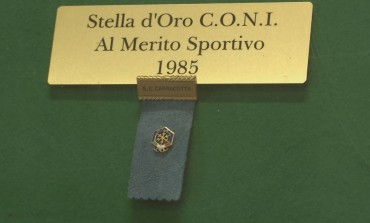 Stella d'Oro C.O.N.I.
Al Merito Sportivo
1985